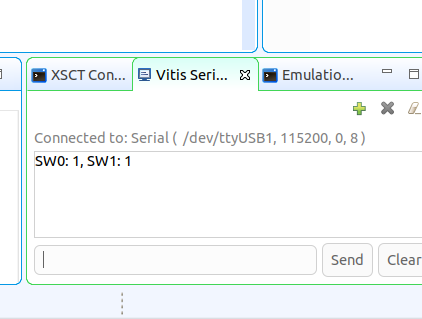 XSCT Con...
Vitis Seri...
Emulatio...
Connected to: Serial ( /dev/ttyUSB1, 115200, 0, 8 )
SW0: 1, SW1: 1
Send
Clear